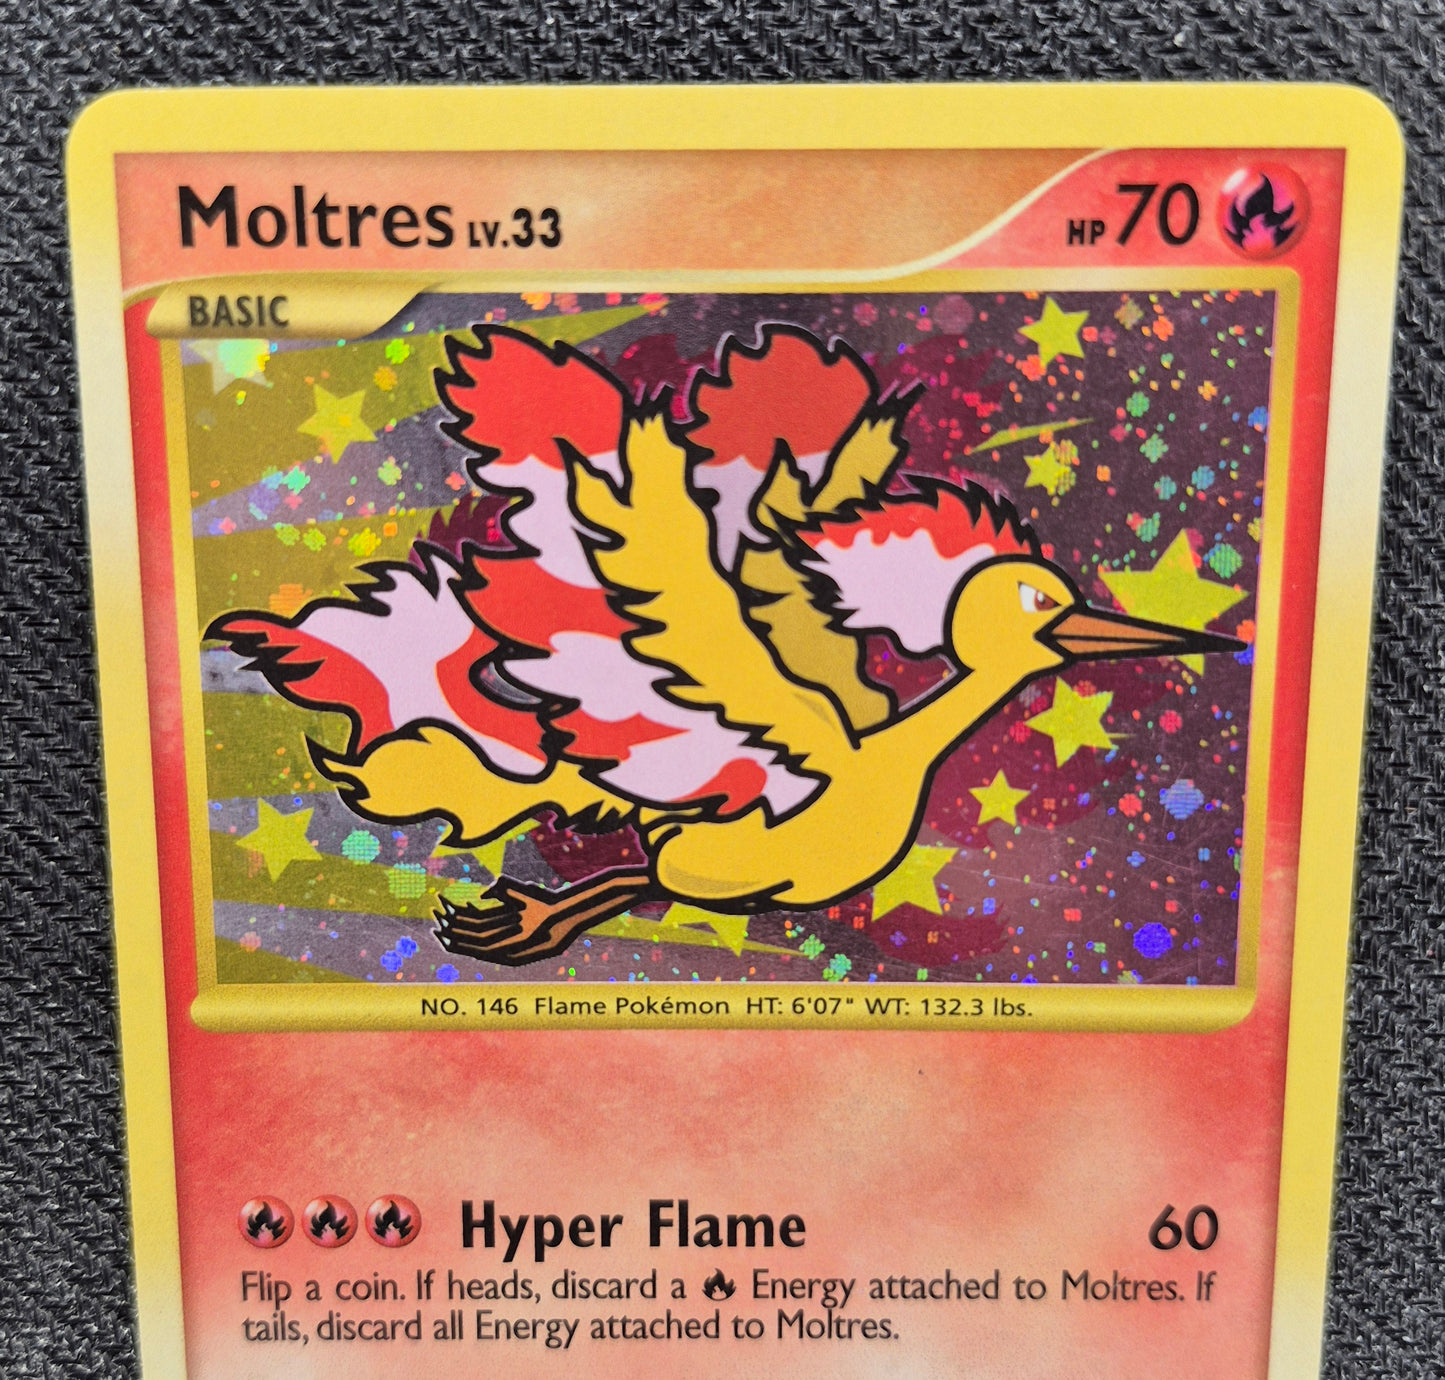 Moltres LV.33 HP 70
BASIC
NO. 146 Flame Pokémon HT: 6'07" WT: 132.3 lbs.
Hyper Flame 60
Flip a coin. If heads, discard a Energy attached to Moltres. If
tails, discard all Energy attached to Moltres.